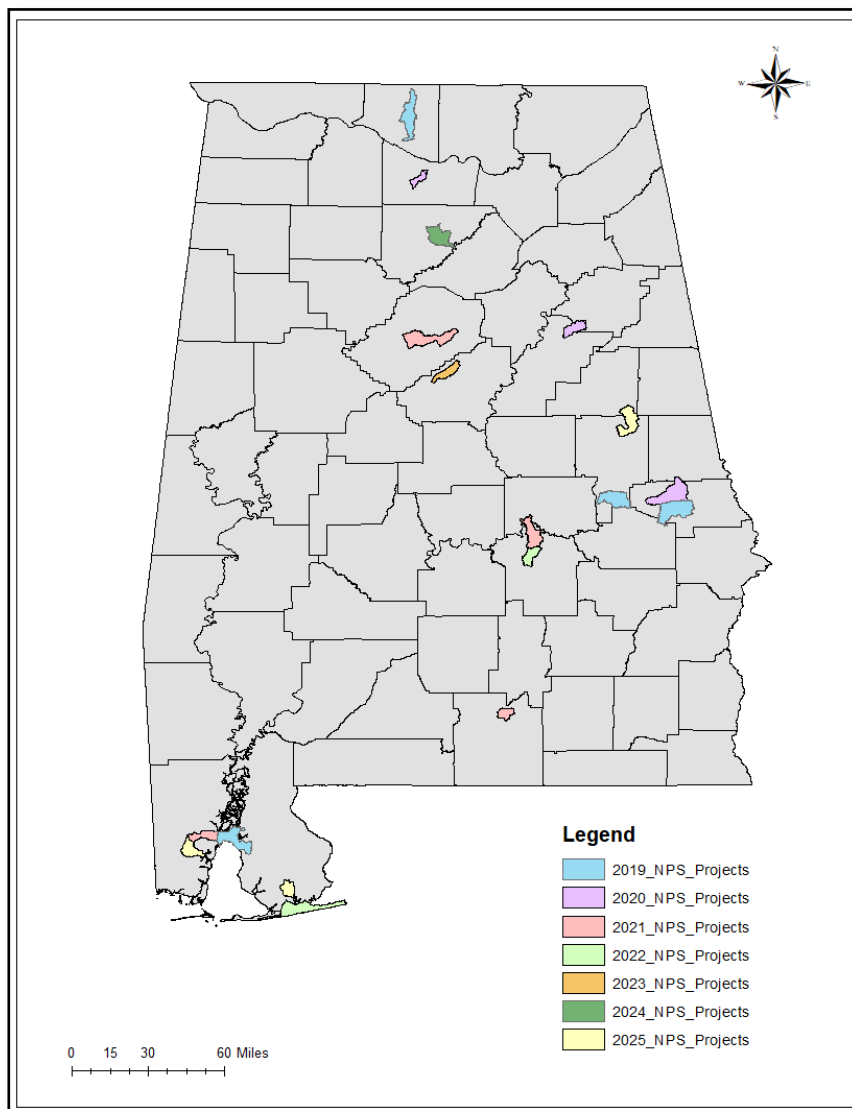 N
W E
S
Legend
2019_NPS_Projects
2020_NPS_Projects
2021_NPS_Projects
2022_NPS_Projects
2023_NPS_Projects
2024_NPS_Projects
2025_NPS_Projects
0 15 30 60 Miles